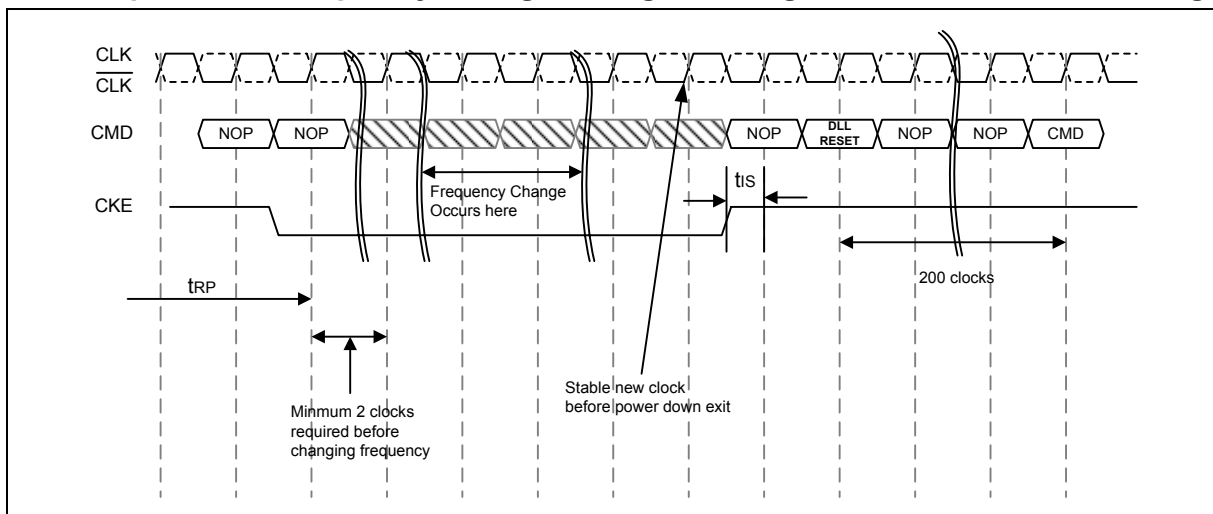 CLK
CLK
CMD
NOP
NOP
NOP
DLL
RESET
NOP
NOP
CMD
CKE
Frequency Change
Occurs here
tIS
200 clocks
tRP
Minmum 2 clocks
required before
changing frequency
Stable new clock
before power down exit